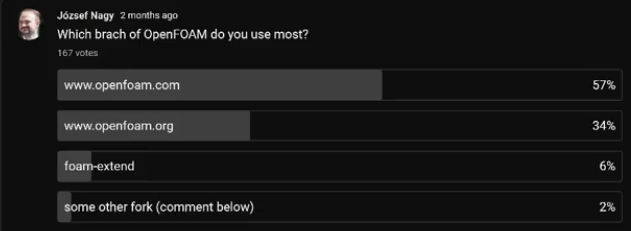 József Nagy 2 months ago
Which brach of OpenFOAM do you use most?
167 votes
www.openfoam.com 57%
www.openfoam.org 34%
foam-extend 6%
some other fork (comment below) 2%